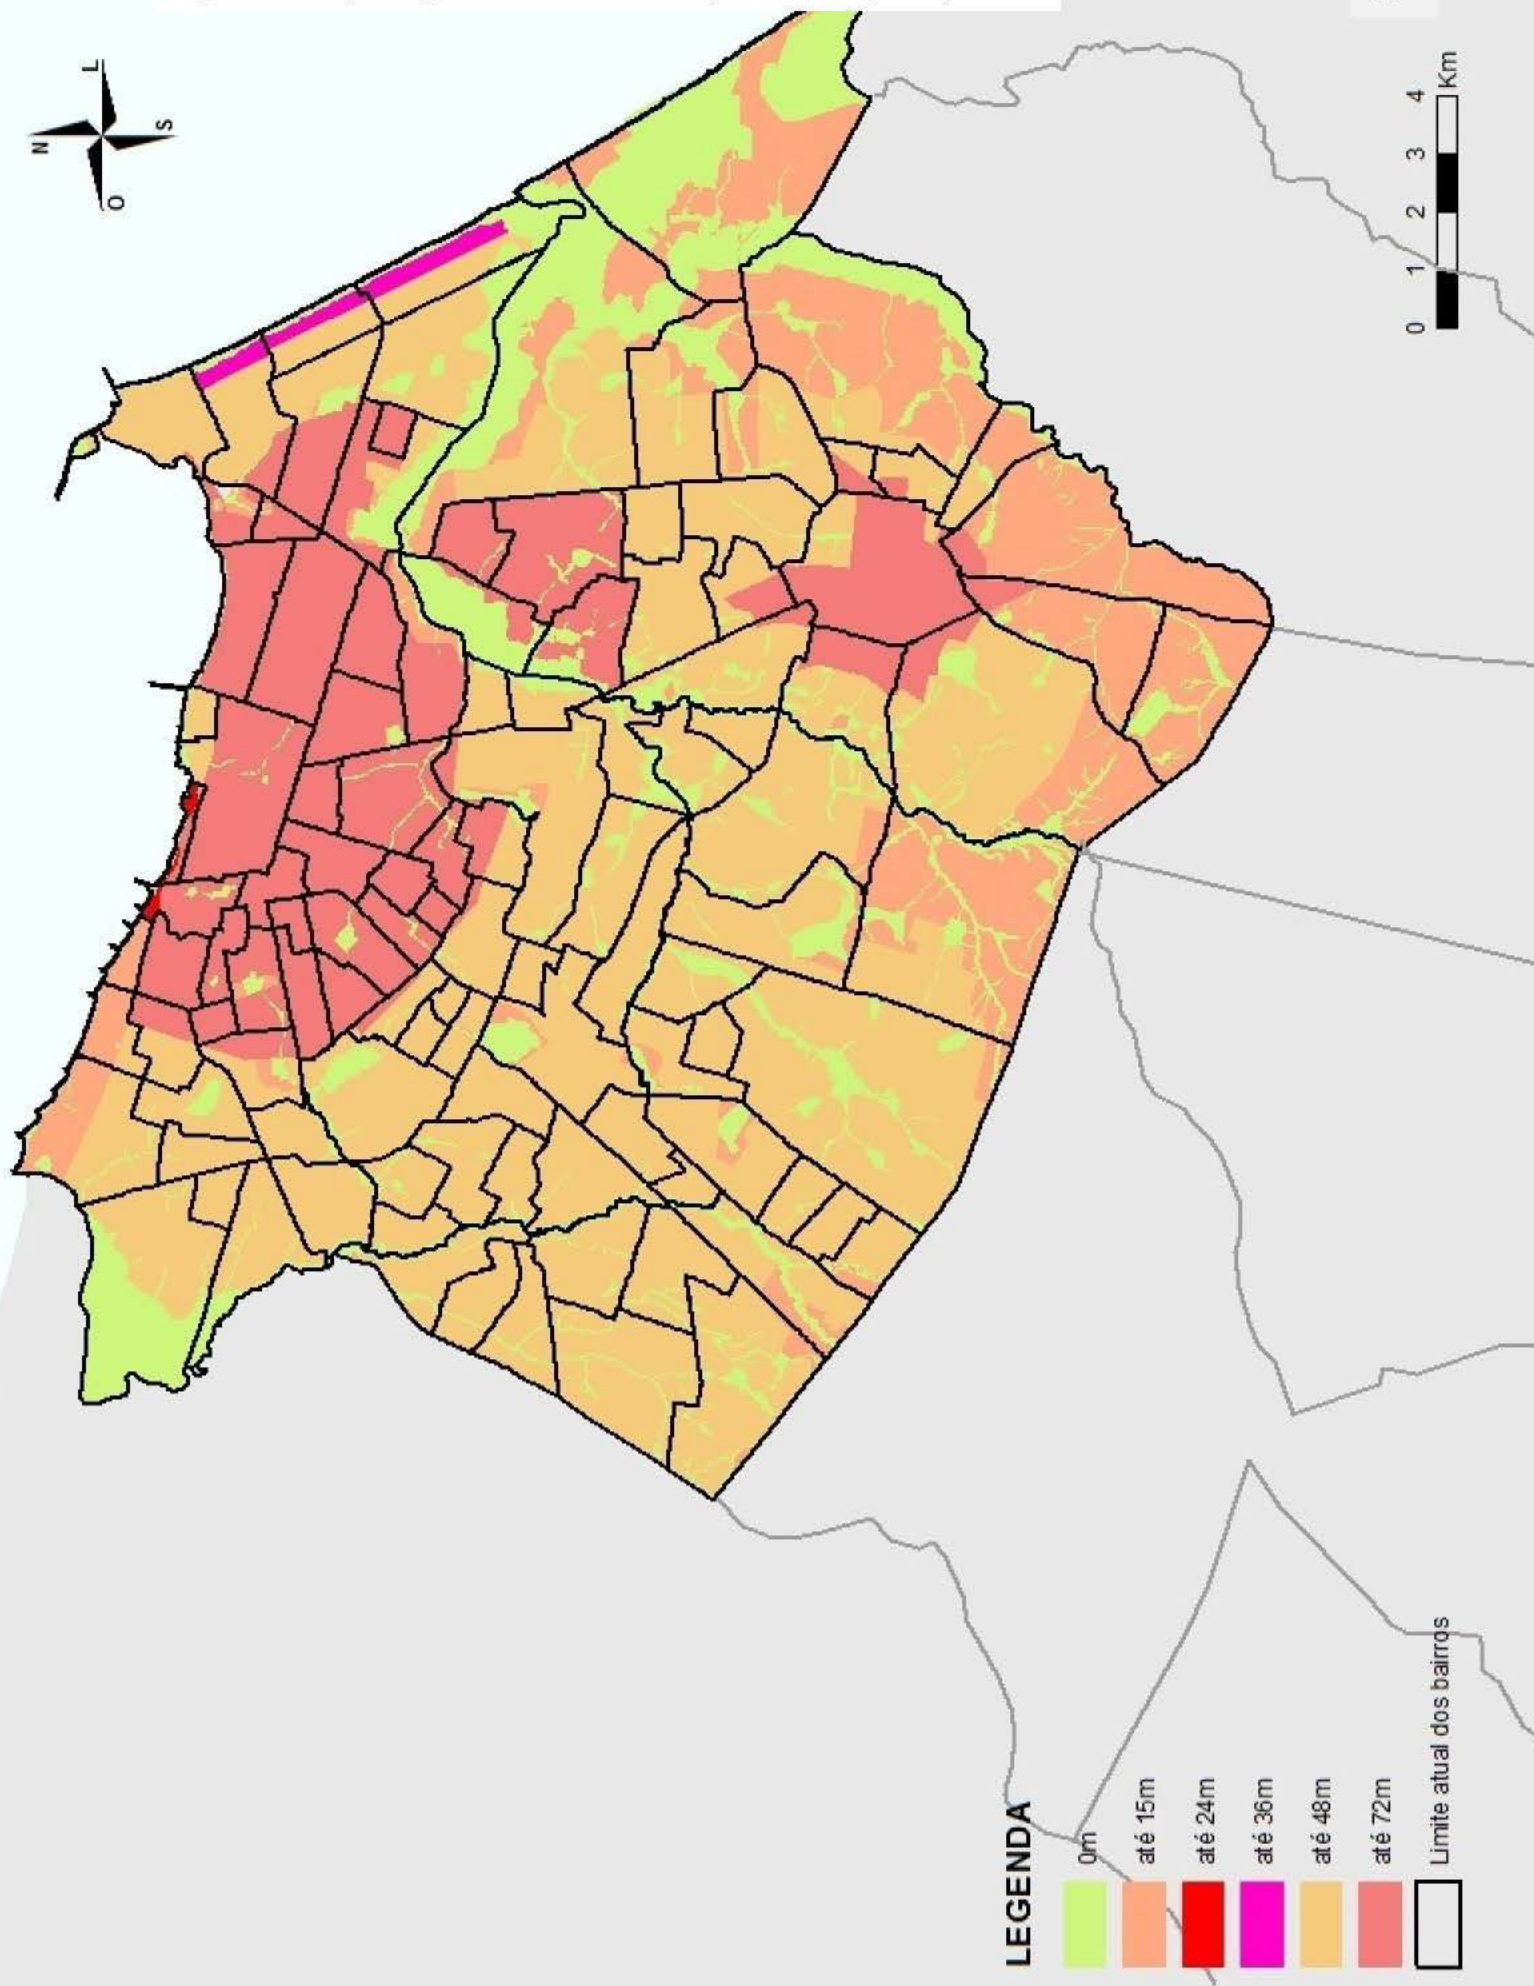 N
L
O
S
0 1 2 3 4 Km
LEGENDA
0m
até 15m
até 24m
até 36m
até 48m
até 72m
Limite atual dos bairros